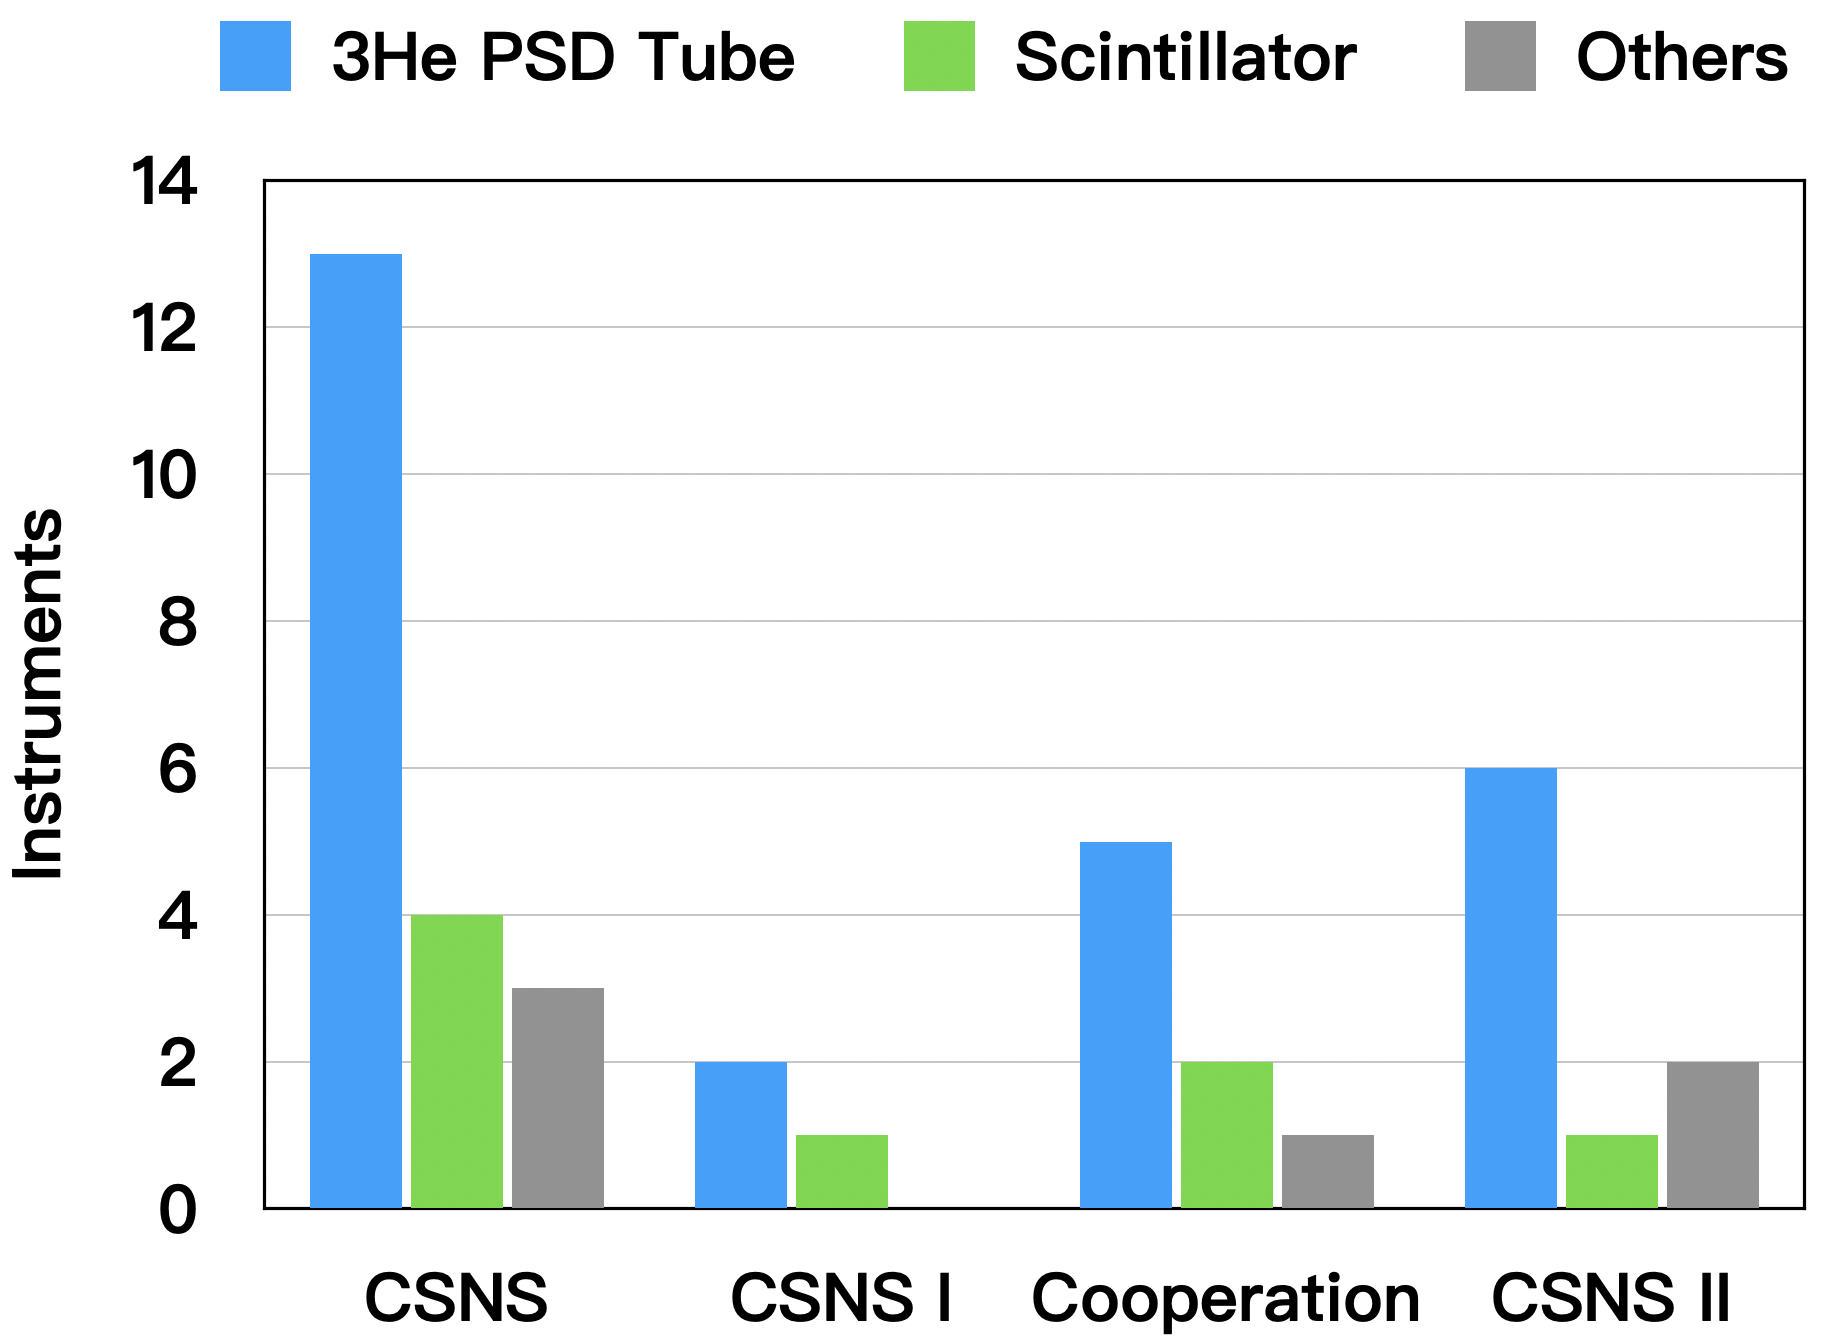 3He PSD Tube Scintillator Others
14
12
10
8
6
4
2
0
Instruments
CSNS CSNS I Cooperation CSNS II